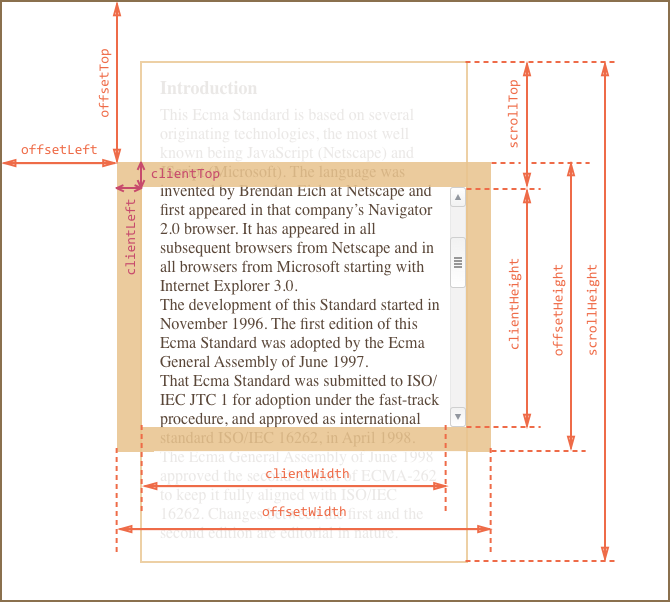 offsetTop
offsetLeft
clientTop
clientLeft
scrollTop
clientHeight
offsetHeight
scrollHeight
Introduction
This Ecma Standard is based on several
originating technologies, the most well
known being JavaScript (Netscape) and
(Microsoft). The language was
invented by Brendan Eich at Netscape and
first appeared in that company’s Navigator
2.0 browser. It has appeared in all
subsequent browsers from Netscape and in
all browsers from Microsoft starting with
Internet Explorer 3.0.
The development of this Standard started in
November 1996. The first edition of this
Ecma Standard was adopted by the Ecma
General Assembly of June 1997.
That Ecma Standard was submitted to ISO/
IEC JTC 1 for adoption under the fast-track
procedure, and approved as international
standard ISO/IEC 16262, in April 1998.
The Ecma General Assembly of June 1998
approved the of ECMA-262
clientWidth
to keep it fully aligned with ISO/IEC
16262. Changes first and the
offsetWidth
second edition are editorial in nature.